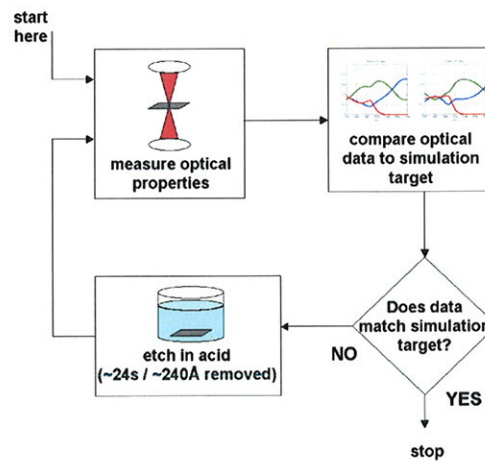 start
here
measure optical
properties
compare optical
data to simulation
target
Does data
match simulation
target?
NO
YES
stop
etch in acid
(~24s / ~240Å removed)